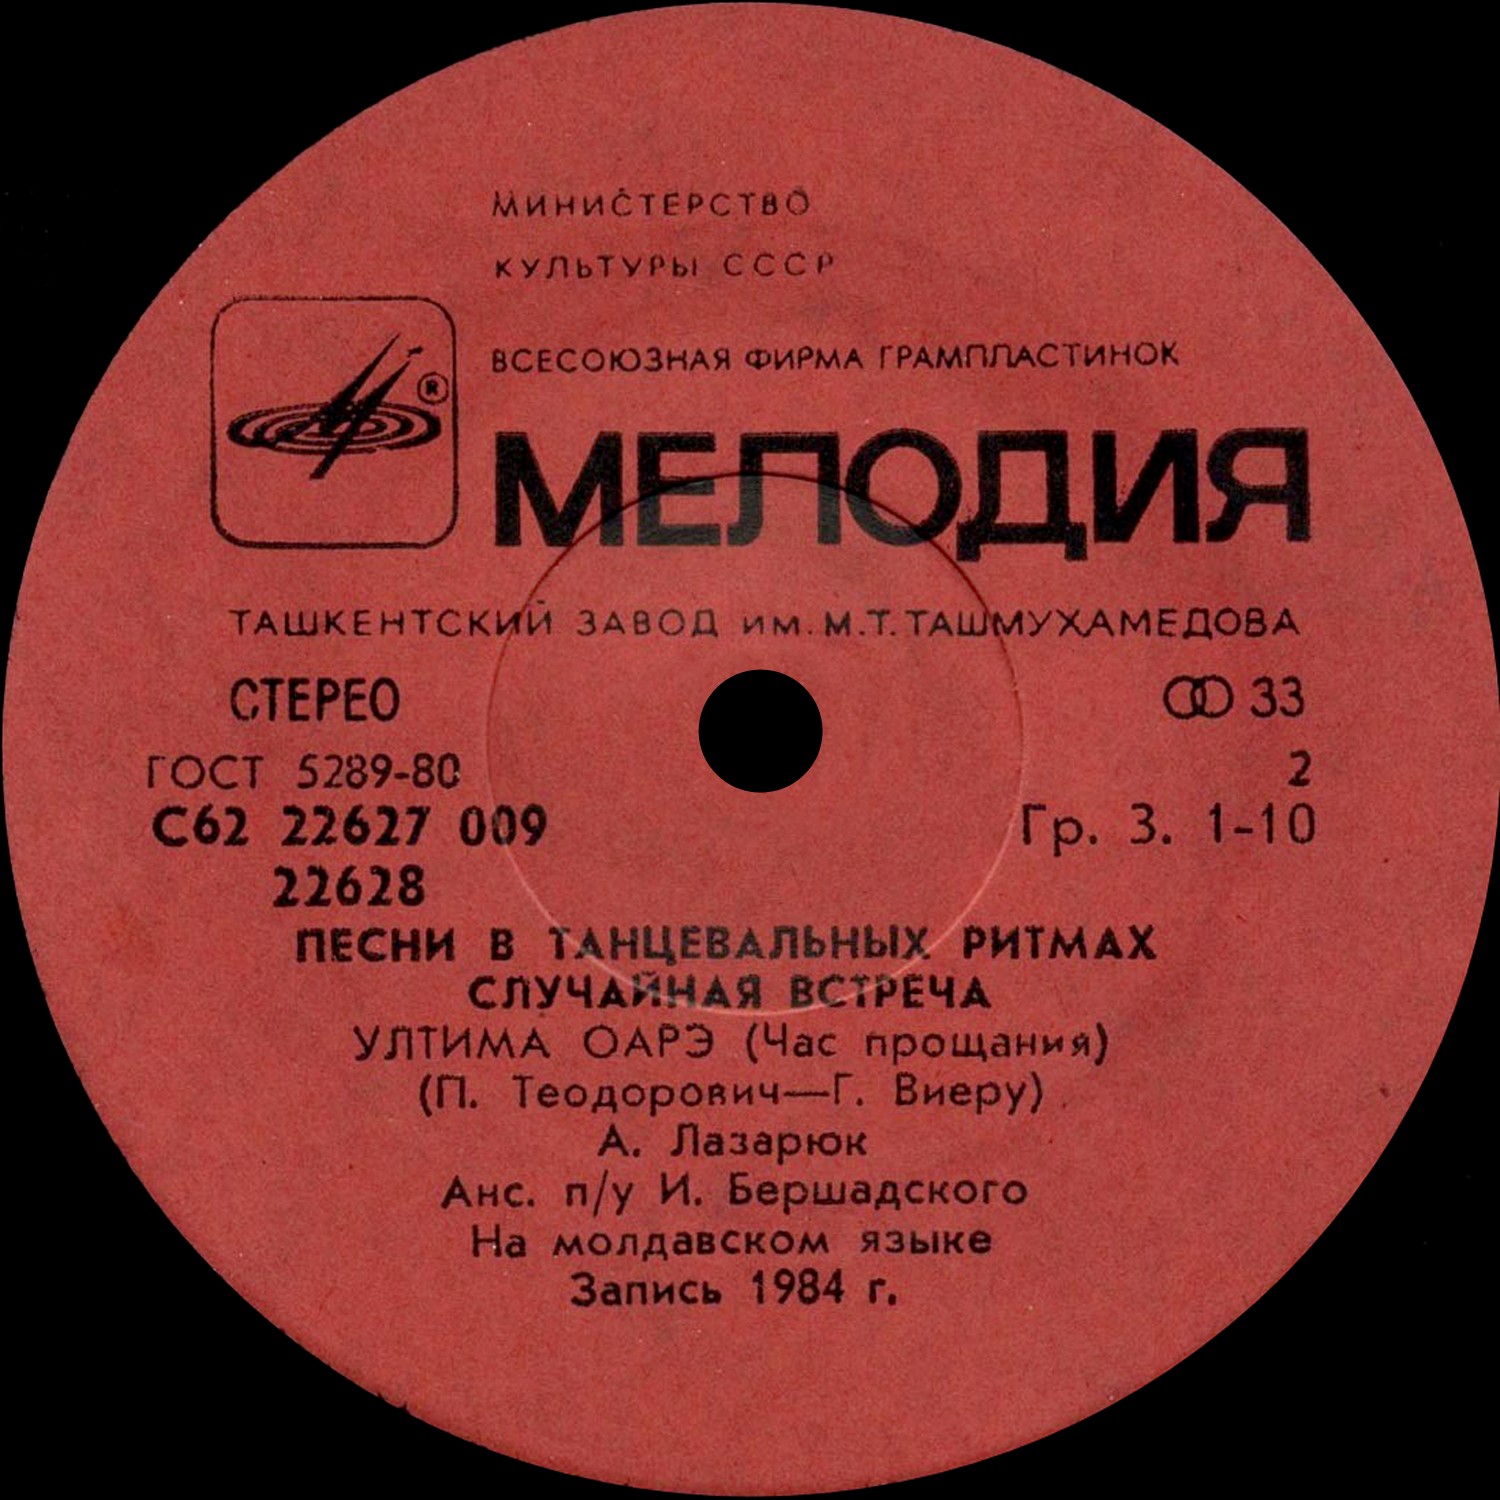 МИНИСТЕРСТВО
КУЛЬТУРЫ СССР
ВСЕСОЮЗНАЯ ФИРМА ГРАМПЛАСТИНОК
®
МЕЛОДИЯ
ТАШКЕНТСКИЙ ЗАВОД ИМ. М.Т. ТАШМУХАМЕДОВА
СТЕРЕО 33
ГОСТ 5289-80 2
С62 22627 009 Гр. 3. 1-10
22628
ПЕСНИ В ТАНЦЕВАЛЬНЫХ РИТМАХ
СЛУЧАЙНАЯ ВСТРЕЧА
УЛТИМА ОАРЭ (Час прощания)
(П. Теодорович—Г. Виеру)
А. Лазарюк
Анс. п/у И. Бершадского
На молдавском языке
Запись 1984 г.